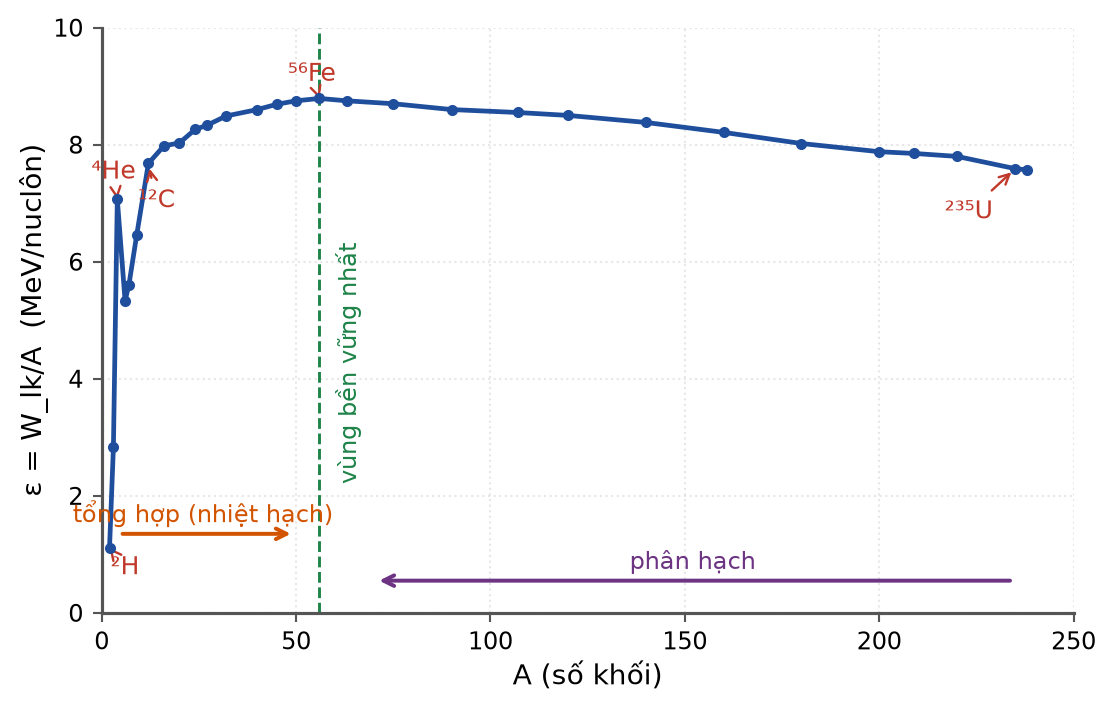 10
8
6
4
2
0
ε = W_lk/A (MeV/nuclôn)
⁵⁶Fe
⁴He
¹²C
²³⁵U
vùng bền vững nhất
tổng hợp (nhiệt hạch)
²H
phân hạch
0 50 100 150 200 250
A (số khối)